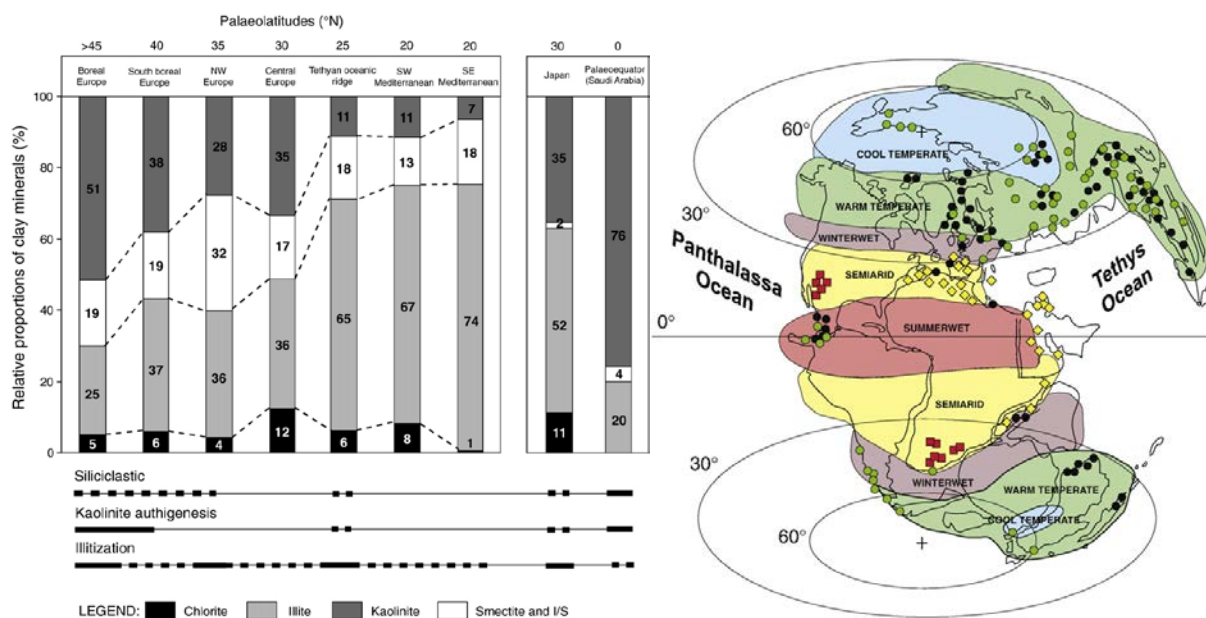 Palaeolatitudes (°N)
>45 40 35 30 25 20 20 30 0
Boreal Europe
South boreal Europe
NW Europe
Central Europe
Tethyan oceanic ridge
SW Mediterranean
SE Mediterranean
Japan
Palaeoequator (Saudi Arabia)
Relative proportions of clay minerals (%)
100
80
60
40
20
0
51
19
25
5
38
19
37
6
28
32
36
4
35
17
36
12
11
18
65
6
11
13
67
8
7
18
74
1
35
2
52
11
76
4
20
Siliciclastic
Kaolinite authigenesis
Illitization
LEGEND: Chlorite Illite Kaolinite Smectite and I/S
60°
COOL TEMPERATE
30°
WARM TEMPERATE
WINTERWET
Panthalassa
Ocean
SEMIARID
Tethys
Ocean
0°
SUMMERWET
SEMIARID
30°
WINTERWET
WARM TEMPERATE
COOL TEMPERATE
60°